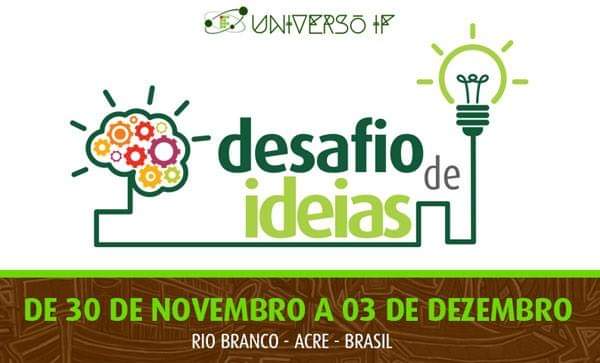 UNIVERSO IF
desafio
de
ideias
DE 30 DE NOVEMBRO A 03 DE DEZEMBRO
RIO BRANCO - ACRE - BRASIL